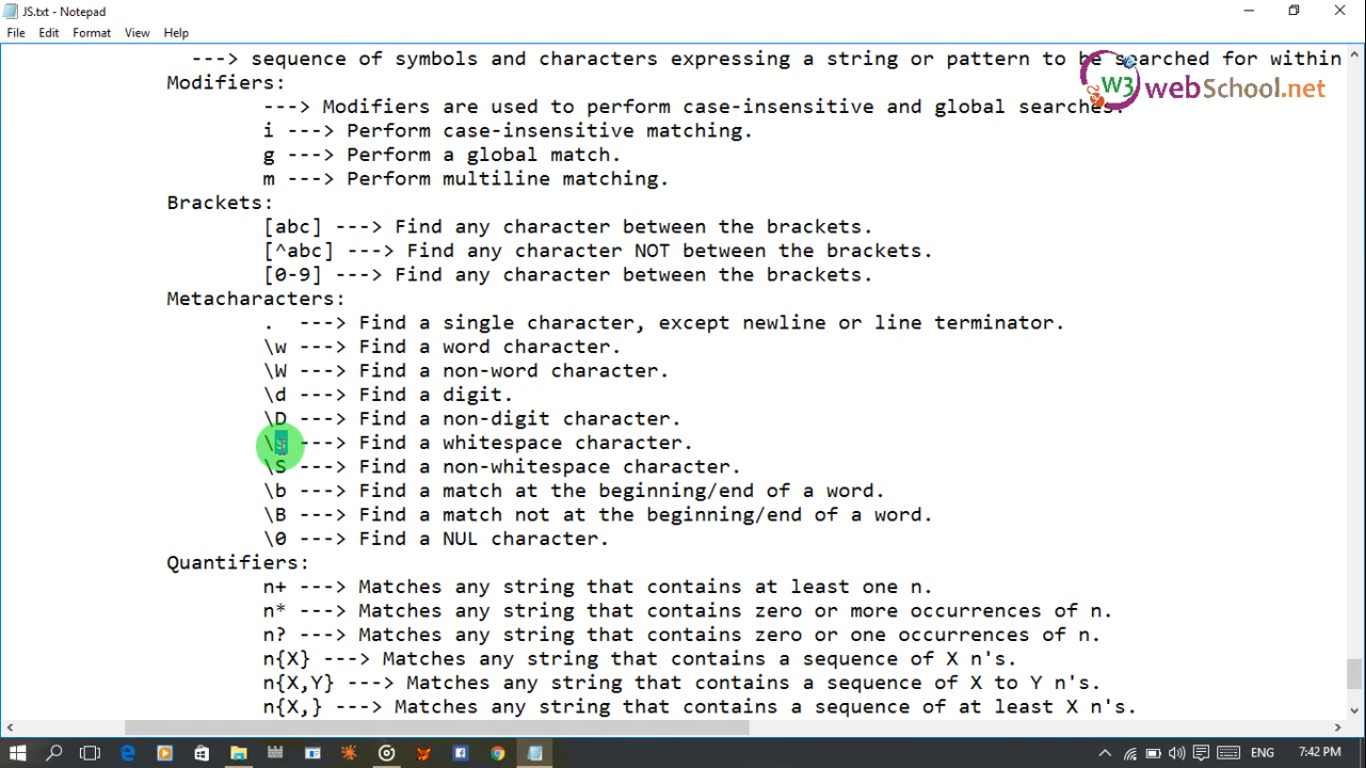 JS.txt - Notepad
File Edit Format View Help
---> sequence of symbols and characters expressing a string or pattern to be searched for within
W3 webSchool.net
Modifiers:
---> Modifiers are used to perform case-insensitive and global searches.
i ---> Perform case-insensitive matching.
g ---> Perform a global match.
m ---> Perform multiline matching.
Brackets:
[abc] ---> Find any character between the brackets.
[^abc] ---> Find any character NOT between the brackets.
[0-9] ---> Find any character between the brackets.
Metacharacters:
. ---> Find a single character, except newline or line terminator.
\w ---> Find a word character.
\W ---> Find a non-word character.
\d ---> Find a digit.
\D ---> Find a non-digit character.
\s ---> Find a whitespace character.
\S ---> Find a non-whitespace character.
\b ---> Find a match at the beginning/end of a word.
\B ---> Find a match not at the beginning/end of a word.
\0 ---> Find a NUL character.
Quantifiers:
n+ ---> Matches any string that contains at least one n.
n* ---> Matches any string that contains zero or more occurrences of n.
n? ---> Matches any string that contains zero or one occurrences of n.
n{X} ---> Matches any string that contains a sequence of X n's.
n{X,Y} ---> Matches any string that contains a sequence of X to Y n's.
n{X,} ---> Matches any string that contains a sequence of at least X n's.
ENG 7:42 PM